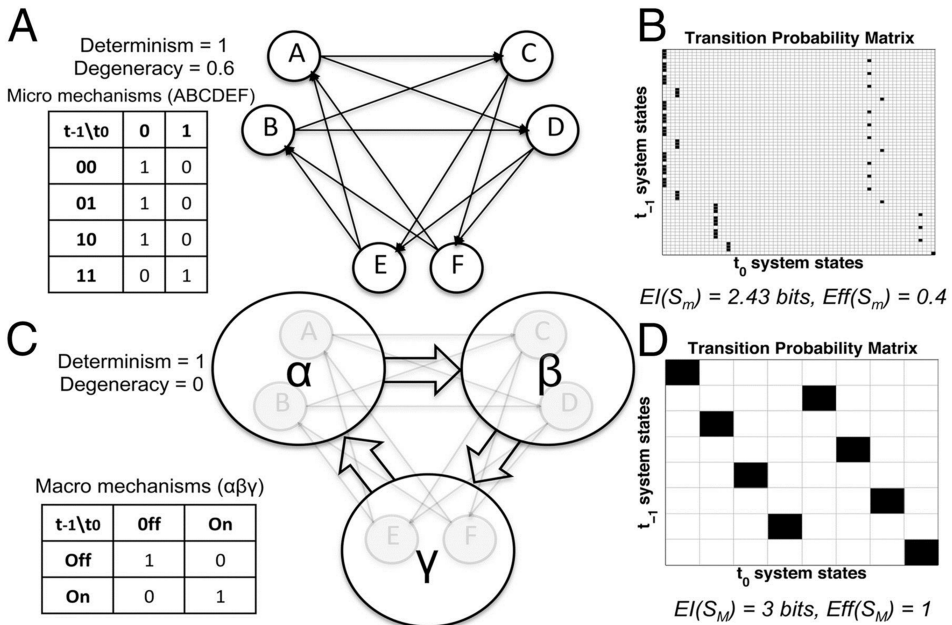 A
Determinism = 1
Degeneracy = 0.6
Micro mechanisms (ABCDEF)
t-1\t0 0 1
00 1 0
01 1 0
10 1 0
11 0 1
A
C
B
D
E
F
B
Transition Probability Matrix
t₋₁ system states
t₀ system states
EI(Sₘ) = 2.43 bits, Eff(Sₘ) = 0.4
C
Determinism = 1
Degeneracy = 0
Macro mechanisms (αβγ)
t-1\t0 0ff On
Off 1 0
On 0 1
A
C
α
β
B
D
E
F
γ
D
Transition Probability Matrix
t₋₁ system states
t₀ system states
EI(S_M) = 3 bits, Eff(S_M) = 1